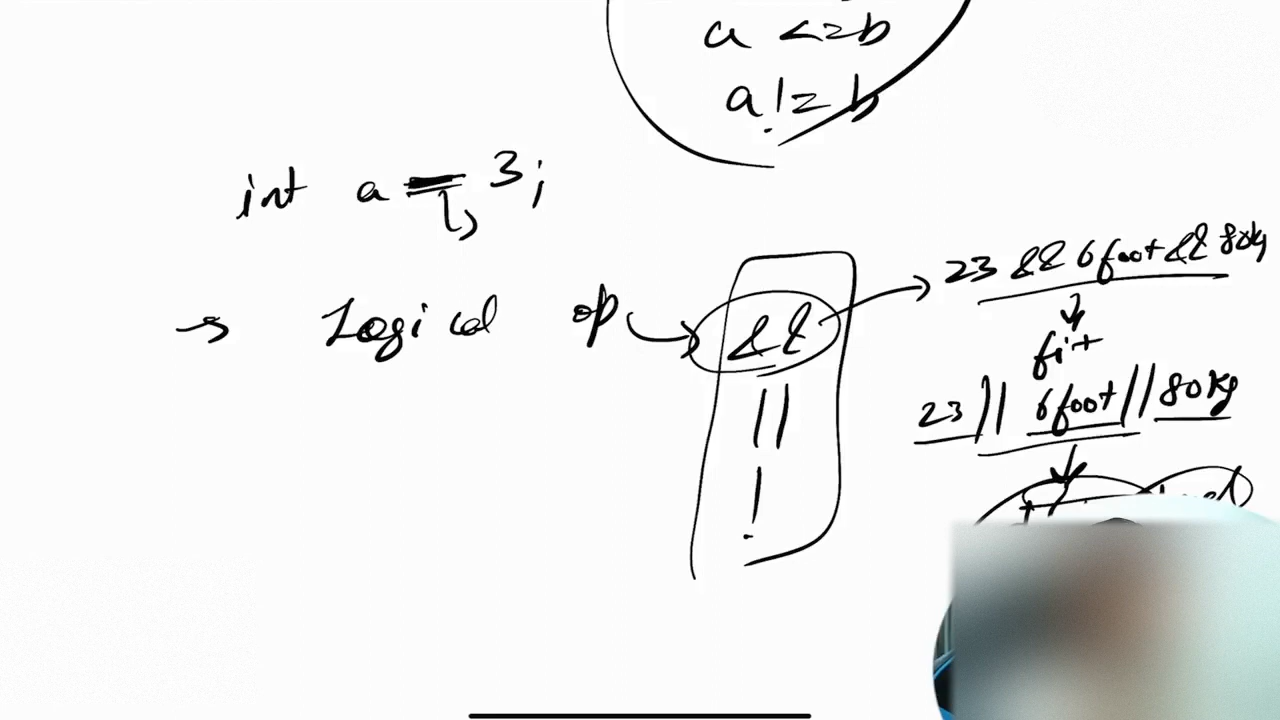 a <=b
a != b
int a = 3;
→ Logical op → &&
||
!
→ 23 && 6foot && 80kg
↓
fit
23 || 6foot || 80kg
↓